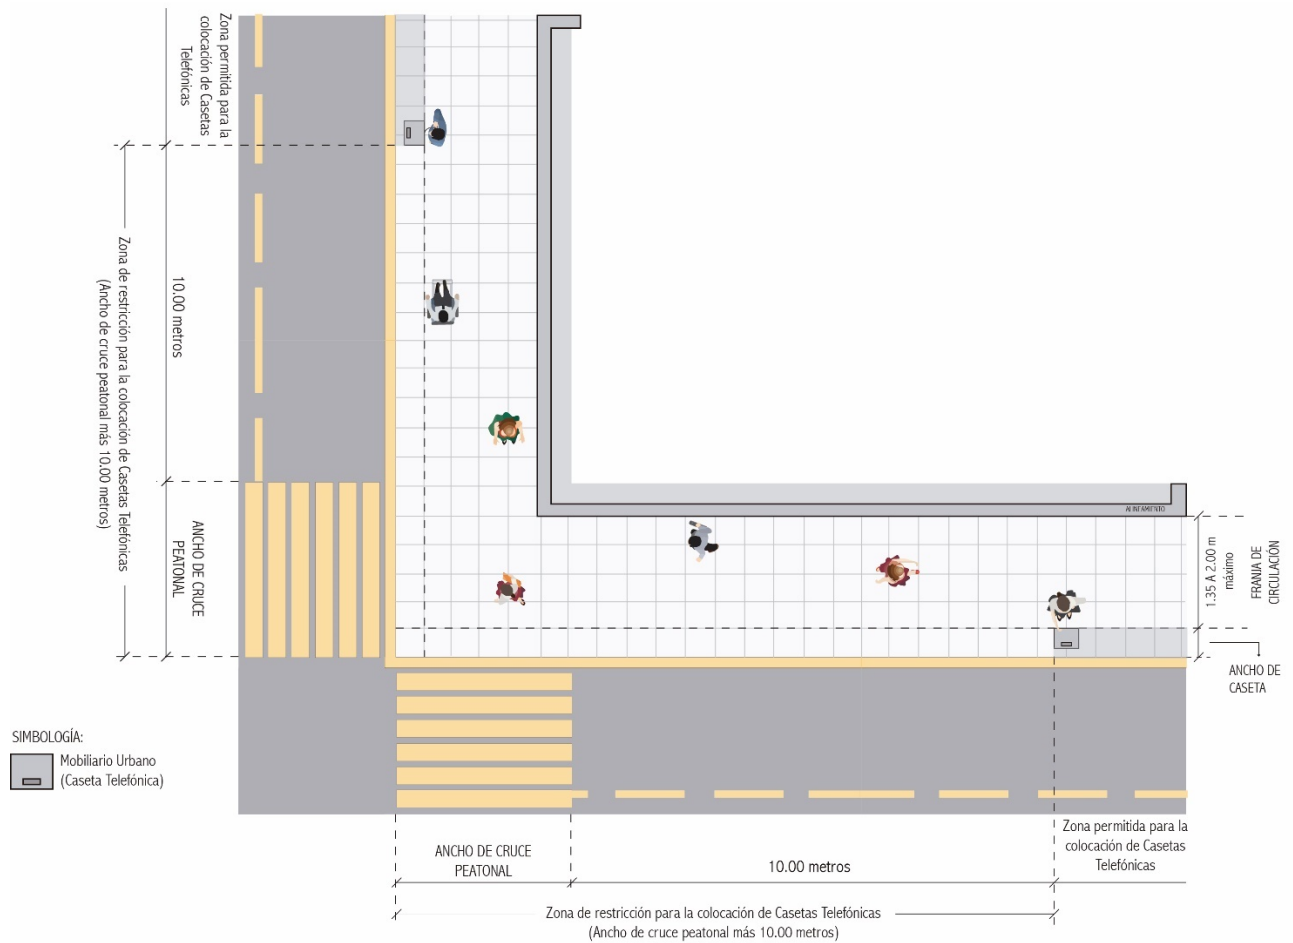 Zona permitida para la
colocación de Casetas
Telefónicas
10.00 metros
Zona de restricción para la colocación de Casetas Telefónicas
(Ancho de cruce peatonal más 10.00 metros)
ANCHO DE CRUCE
PEATONAL
ALINEAMIENTO
1.35 A 2.00 m
máximo
FRANJA DE
CIRCULACIÓN
ANCHO DE
CASETA
SIMBOLOGÍA:
Mobiliario Urbano
(Caseta Telefónica)
ANCHO DE CRUCE
PEATONAL
10.00 metros
Zona permitida para la
colocación de Casetas
Telefónicas
Zona de restricción para la colocación de Casetas Telefónicas
(Ancho de cruce peatonal más 10.00 metros)